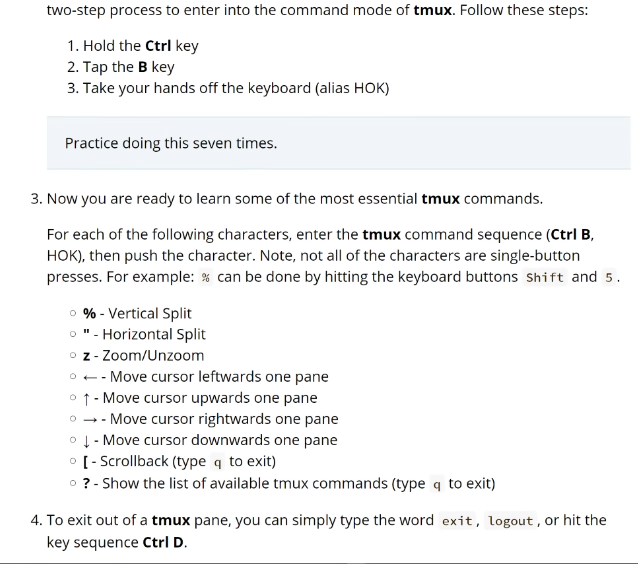 two-step process to enter into the command mode of tmux. Follow these steps:
1. Hold the Ctrl key
2. Tap the B key
3. Take your hands off the keyboard (alias HOK)
Practice doing this seven times.
3. Now you are ready to learn some of the most essential tmux commands.
For each of the following characters, enter the tmux command sequence (Ctrl B,
HOK), then push the character. Note, not all of the characters are single-button
presses. For example: % can be done by hitting the keyboard buttons Shift and 5.
○ % - Vertical Split
○ " - Horizontal Split
○ z - Zoom/Unzoom
○ ← - Move cursor leftwards one pane
○ ↑ - Move cursor upwards one pane
○ → - Move cursor rightwards one pane
○ ↓ - Move cursor downwards one pane
○ [ - Scrollback (type q to exit)
○ ? - Show the list of available tmux commands (type q to exit)
4. To exit out of a tmux pane, you can simply type the word exit, logout, or hit the
key sequence Ctrl D.